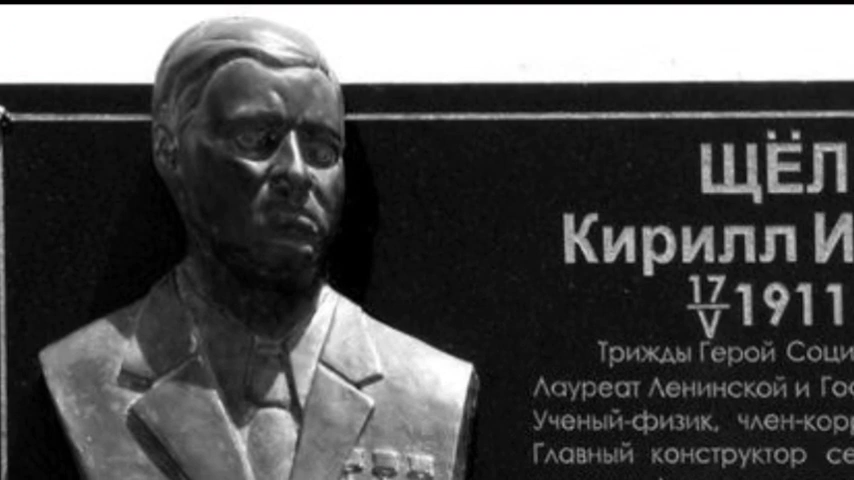 ЩЁЛ
Кирилл И
17/V 1911
Трижды Герой Соци
Лауреат Ленинской и Гос
Ученый-физик, член-корр
Главный конструктор се